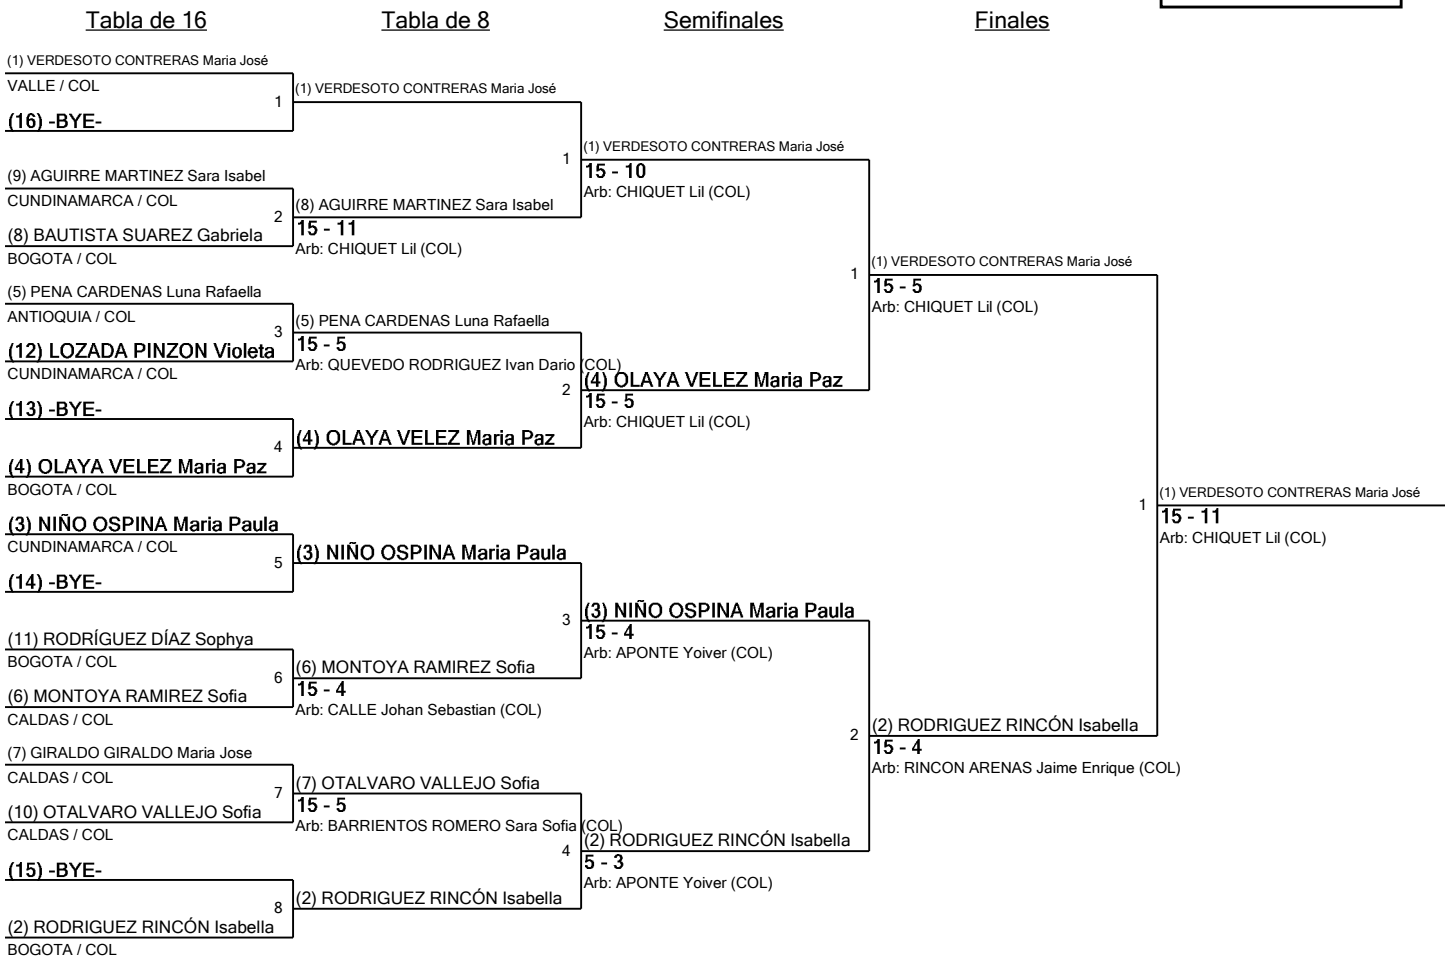 Tabla de 16
Tabla de 8
Semifinales
Finales
(1) VERDESOTO CONTRERAS Maria José
VALLE / COL
1
(16) -BYE-
(9) AGUIRRE MARTINEZ Sara Isabel
CUNDINAMARCA / COL
2
(8) BAUTISTA SUAREZ Gabriela
BOGOTA / COL
(5) PENA CARDENAS Luna Rafaella
ANTIOQUIA / COL
3
(12) LOZADA PINZON Violeta
CUNDINAMARCA / COL
(13) -BYE-
4
(4) OLAYA VELEZ Maria Paz
BOGOTA / COL
(3) NIÑO OSPINA Maria Paula
CUNDINAMARCA / COL
5
(14) -BYE-
(11) RODRÍGUEZ DÍAZ Sophya
BOGOTA / COL
6
(6) MONTOYA RAMIREZ Sofia
CALDAS / COL
(7) GIRALDO GIRALDO Maria Jose
CALDAS / COL
7
(10) OTALVARO VALLEJO Sofia
CALDAS / COL
(15) -BYE-
8
(2) RODRIGUEZ RINCÓN Isabella
BOGOTA / COL
(1) VERDESOTO CONTRERAS Maria José
1
(8) AGUIRRE MARTINEZ Sara Isabel
15 - 11
Arb: CHIQUET Lil (COL)
(5) PENA CARDENAS Luna Rafaella
15 - 5
Arb: QUEVEDO RODRIGUEZ Ivan Dario (COL)
2
(4) OLAYA VELEZ Maria Paz
(3) NIÑO OSPINA Maria Paula
3
(6) MONTOYA RAMIREZ Sofia
15 - 4
Arb: CALLE Johan Sebastian (COL)
(7) OTALVARO VALLEJO Sofia
15 - 5
Arb: BARRIENTOS ROMERO Sara Sofia (COL)
4
(2) RODRIGUEZ RINCÓN Isabella
(1) VERDESOTO CONTRERAS Maria José
15 - 10
Arb: CHIQUET Lil (COL)
1
(4) OLAYA VELEZ Maria Paz
15 - 5
Arb: CHIQUET Lil (COL)
(3) NIÑO OSPINA Maria Paula
15 - 4
Arb: APONTE Yoiver (COL)
2
(2) RODRIGUEZ RINCÓN Isabella
5 - 3
Arb: APONTE Yoiver (COL)
(1) VERDESOTO CONTRERAS Maria José
15 - 5
Arb: CHIQUET Lil (COL)
1
(2) RODRIGUEZ RINCÓN Isabella
15 - 4
Arb: RINCON ARENAS Jaime Enrique (COL)
(1) VERDESOTO CONTRERAS Maria José
15 - 11
Arb: CHIQUET Lil (COL)